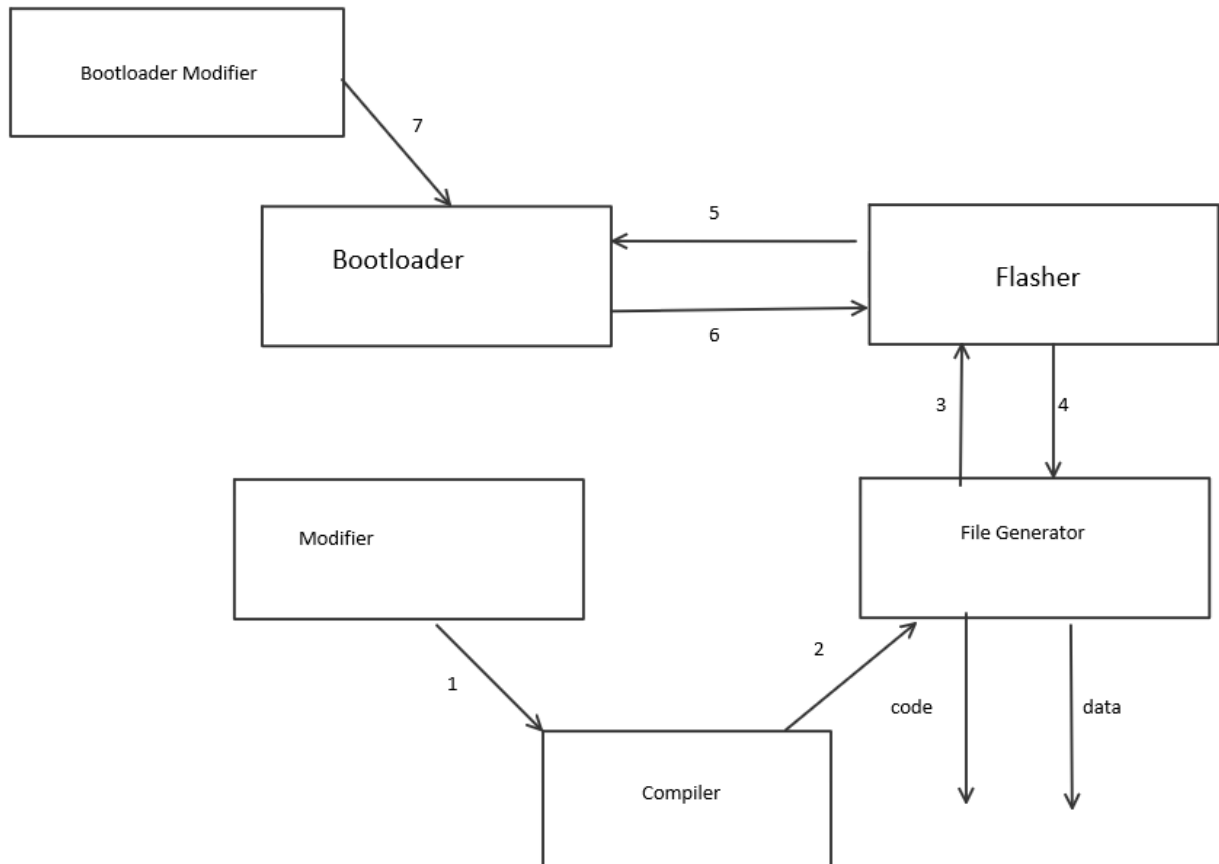 Bootloader Modifier
7
5
Bootloader
Flasher
6
3
4
Modifier
File Generator
2
1
code
data
Compiler